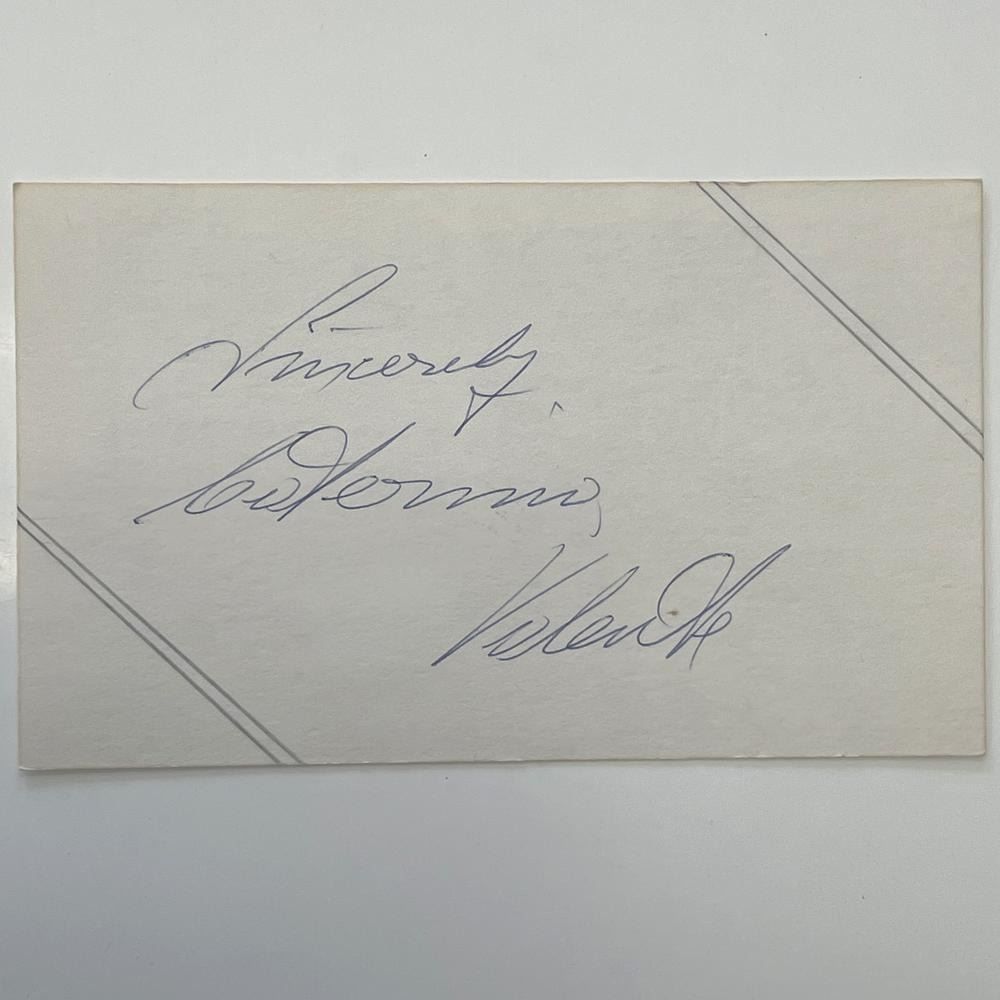 Sincerely,
Caterina
Valente